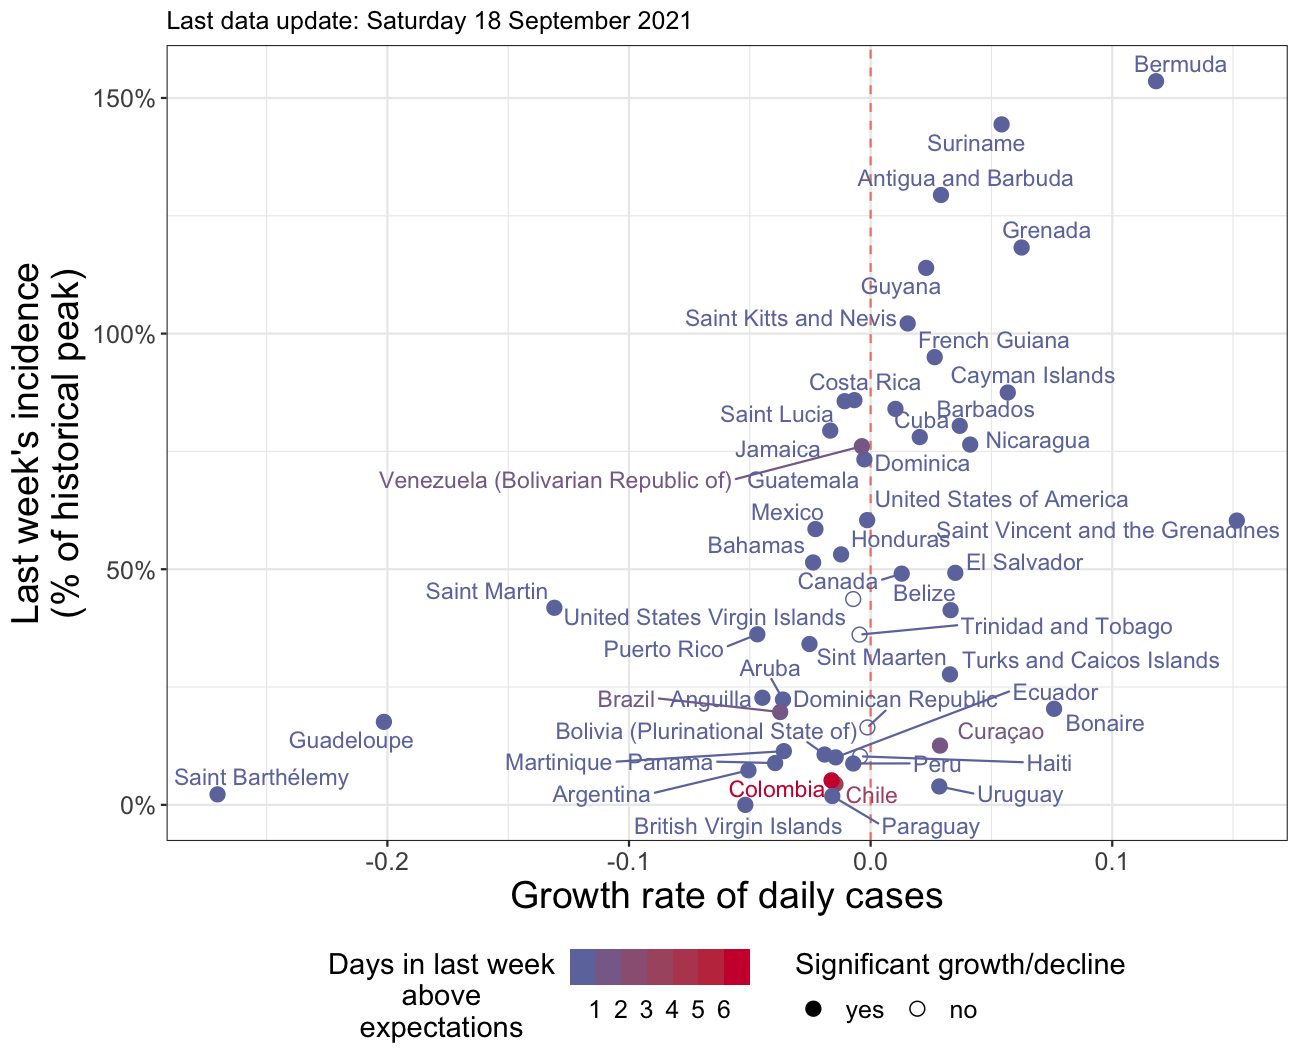 Last data update: Saturday 18 September 2021
Last week's incidence
(% of historical peak)
150%
100%
50%
0%
Bermuda
Suriname
Antigua and Barbuda
Grenada
Guyana
Saint Kitts and Nevis
French Guiana
Cayman Islands
Costa Rica
Barbados
Saint Lucia
Cuba
Nicaragua
Jamaica
Dominica
Venezuela (Bolivarian Republic of)
Guatemala
United States of America
Mexico
Saint Vincent and the Grenadines
Honduras
Bahamas
El Salvador
Canada
Saint Martin
Belize
United States Virgin Islands
Trinidad and Tobago
Puerto Rico
Sint Maarten
Turks and Caicos Islands
Aruba
Ecuador
Brazil
Anguilla
Dominican Republic
Bonaire
Bolivia (Plurinational State of)
Curaçao
Guadeloupe
Martinique
Panama
Peru
Haiti
Saint Barthélemy
Colombia
Argentina
Chile
Uruguay
British Virgin Islands
Paraguay
-0.2
-0.1
0.0
0.1
Growth rate of daily cases
Days in last week
above
expectations
1 2 3 4 5 6
Significant growth/decline
yes
no